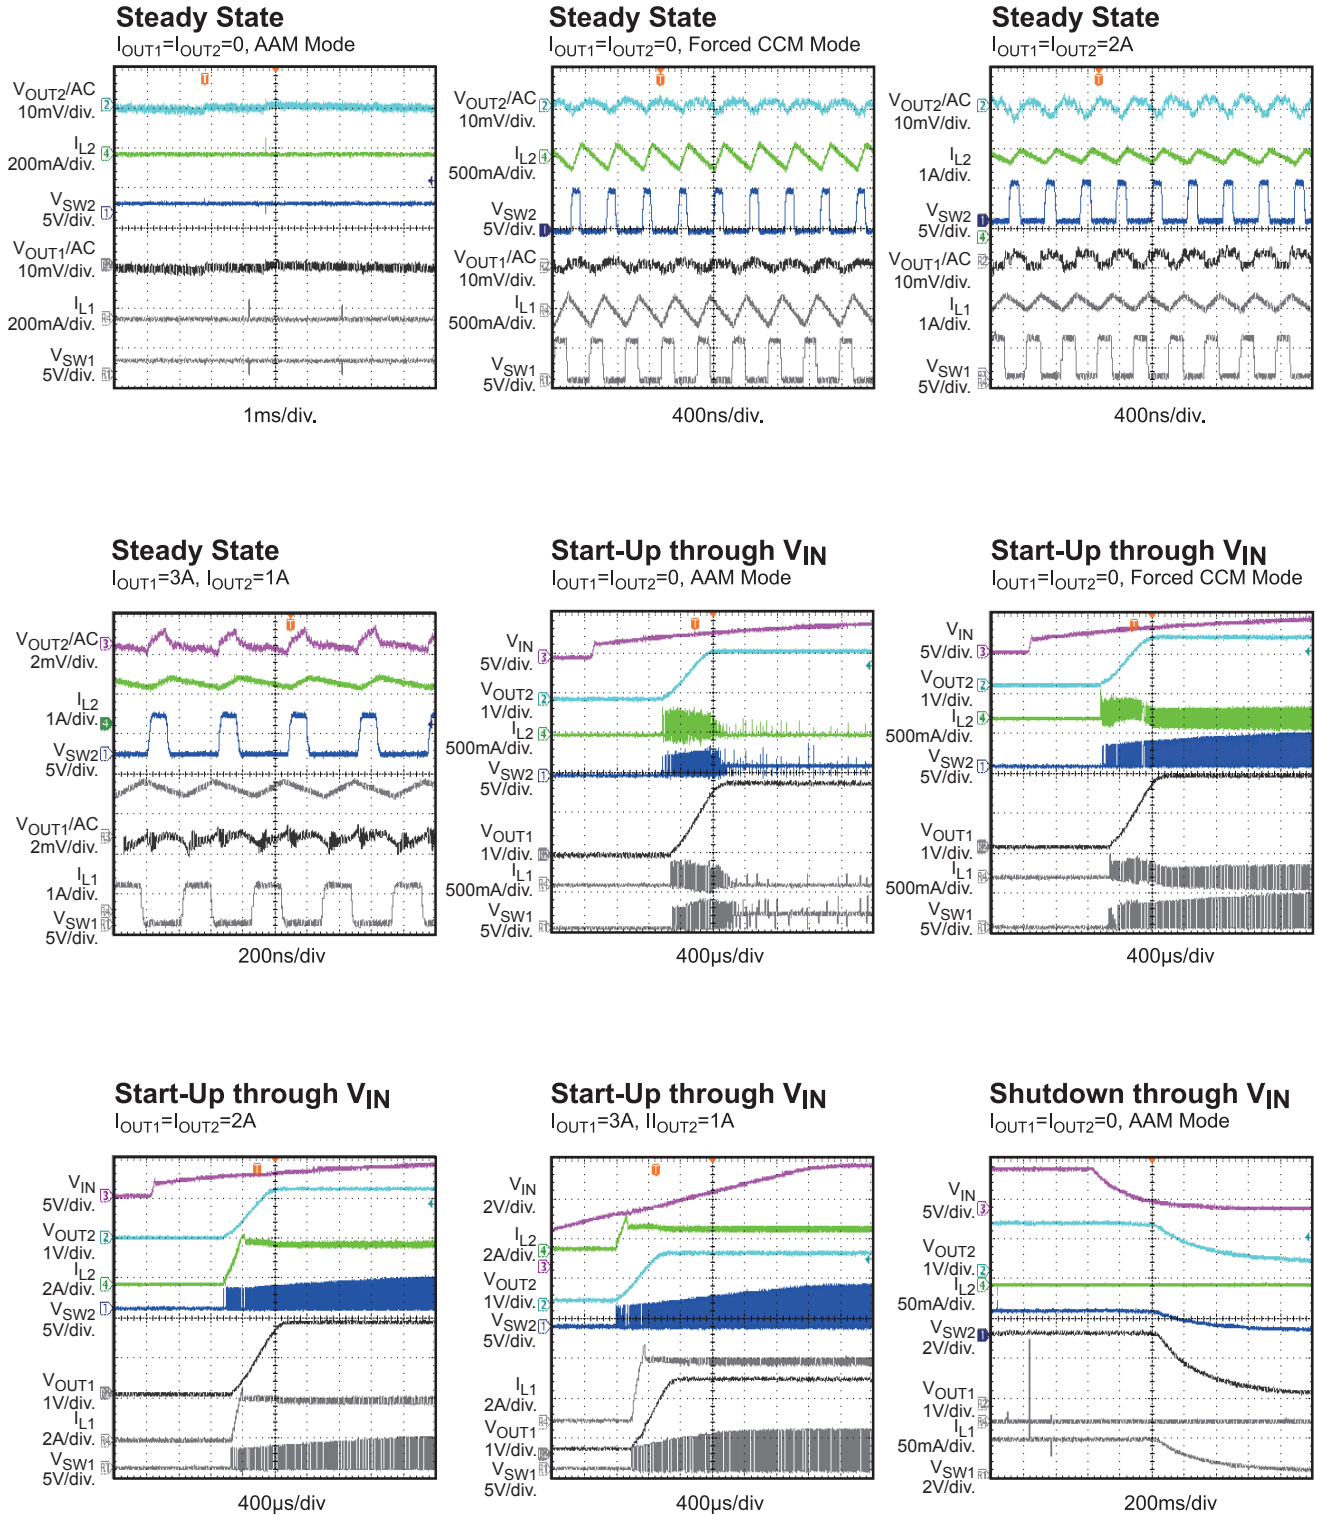 Steady State
IOUT1=IOUT2=0, AAM Mode
VOUT2/AC
10mV/div.
IL2
200mA/div.
VSW2
5V/div.
VOUT1/AC
10mV/div.
IL1
200mA/div.
VSW1
5V/div.
1ms/div.
Steady State
IOUT1=IOUT2=0, Forced CCM Mode
VOUT2/AC
10mV/div.
IL2
500mA/div.
VSW2
5V/div.
VOUT1/AC
10mV/div.
IL1
500mA/div.
VSW1
5V/div.
400ns/div.
Steady State
IOUT1=IOUT2=2A
VOUT2/AC
10mV/div.
IL2
1A/div.
VSW2
5V/div.
VOUT1/AC
10mV/div.
IL1
1A/div.
VSW1
5V/div.
400ns/div.
Steady State
IOUT1=3A, IOUT2=1A
VOUT2/AC
2mV/div.
IL2
1A/div.
VSW2
5V/div.
VOUT1/AC
2mV/div.
IL1
1A/div.
VSW1
5V/div.
200ns/div
Start-Up through VIN
IOUT1=IOUT2=0, AAM Mode
VIN
5V/div.
VOUT2
1V/div.
IL2
500mA/div.
VSW2
5V/div.
VOUT1
1V/div.
IL1
500mA/div.
VSW1
5V/div.
400µs/div
Start-Up through VIN
IOUT1=IOUT2=0, Forced CCM Mode
VIN
5V/div.
VOUT2
1V/div.
IL2
500mA/div.
VSW2
5V/div.
VOUT1
1V/div.
IL1
500mA/div.
VSW1
5V/div.
400µs/div
Start-Up through VIN
IOUT1=IOUT2=2A
VIN
5V/div.
VOUT2
1V/div.
IL2
2A/div.
VSW2
5V/div.
VOUT1
1V/div.
IL1
2A/div.
VSW1
5V/div.
400µs/div
Start-Up through VIN
IOUT1=3A, IIOUT2=1A
VIN
2V/div.
IL2
2A/div.
VOUT2
1V/div.
VSW2
5V/div.
IL1
2A/div.
VOUT1
1V/div.
VSW1
5V/div.
400µs/div
Shutdown through VIN
IOUT1=IOUT2=0, AAM Mode
VIN
5V/div.
VOUT2
1V/div.
IL2
50mA/div.
VSW2
2V/div.
VOUT1
1V/div.
IL1
50mA/div.
VSW1
2V/div.
200ms/div